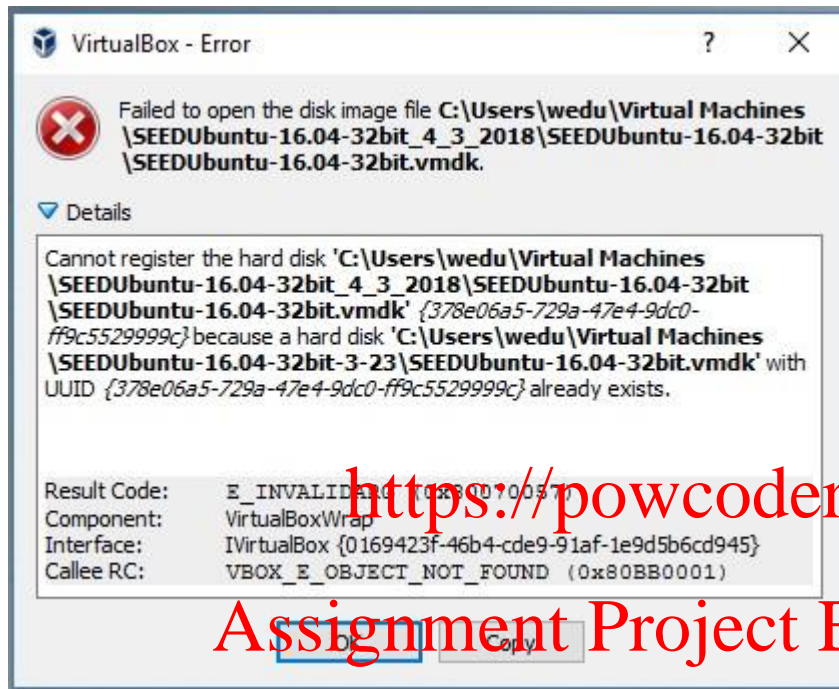 VirtualBox - Error
?
Failed to open the disk image file C:\Users\wedu\Virtual Machines
\SEEDUbuntu-16.04-32bit_4_3_2018\SEEDUbuntu-16.04-32bit
\SEEDUbuntu-16.04-32bit.vmdk.
Details
Cannot register the hard disk 'C:\Users\wedu\Virtual Machines
\SEEDUbuntu-16.04-32bit_4_3_2018\SEEDUbuntu-16.04-32bit
\SEEDUbuntu-16.04-32bit.vmdk' {378e06a5-729a-47e4-9dc0-
ff9c5529999c} because a hard disk 'C:\Users\wedu\Virtual Machines
\SEEDUbuntu-16.04-32bit-3-23\SEEDUbuntu-16.04-32bit.vmdk' with
UUID {378e06a5-729a-47e4-9dc0-ff9c5529999c} already exists.
Result Code: E_INVALIDARG (0x80070057)
https://powcoder
Component: VirtualBoxWrap
Interface: IVirtualBox {0169423f-46b4-cde9-91af-1e9d5b6cd945}
Callee RC: VBOX_E_OBJECT_NOT_FOUND (0x80BB0001)
Assignment Project
OK Copy